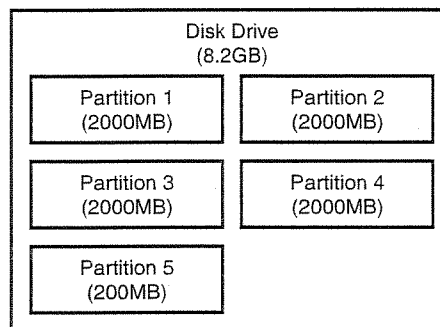 Disk Drive
(8.2GB)
Partition 1
(2000MB)
Partition 2
(2000MB)
Partition 3
(2000MB)
Partition 4
(2000MB)
Partition 5
(200MB)